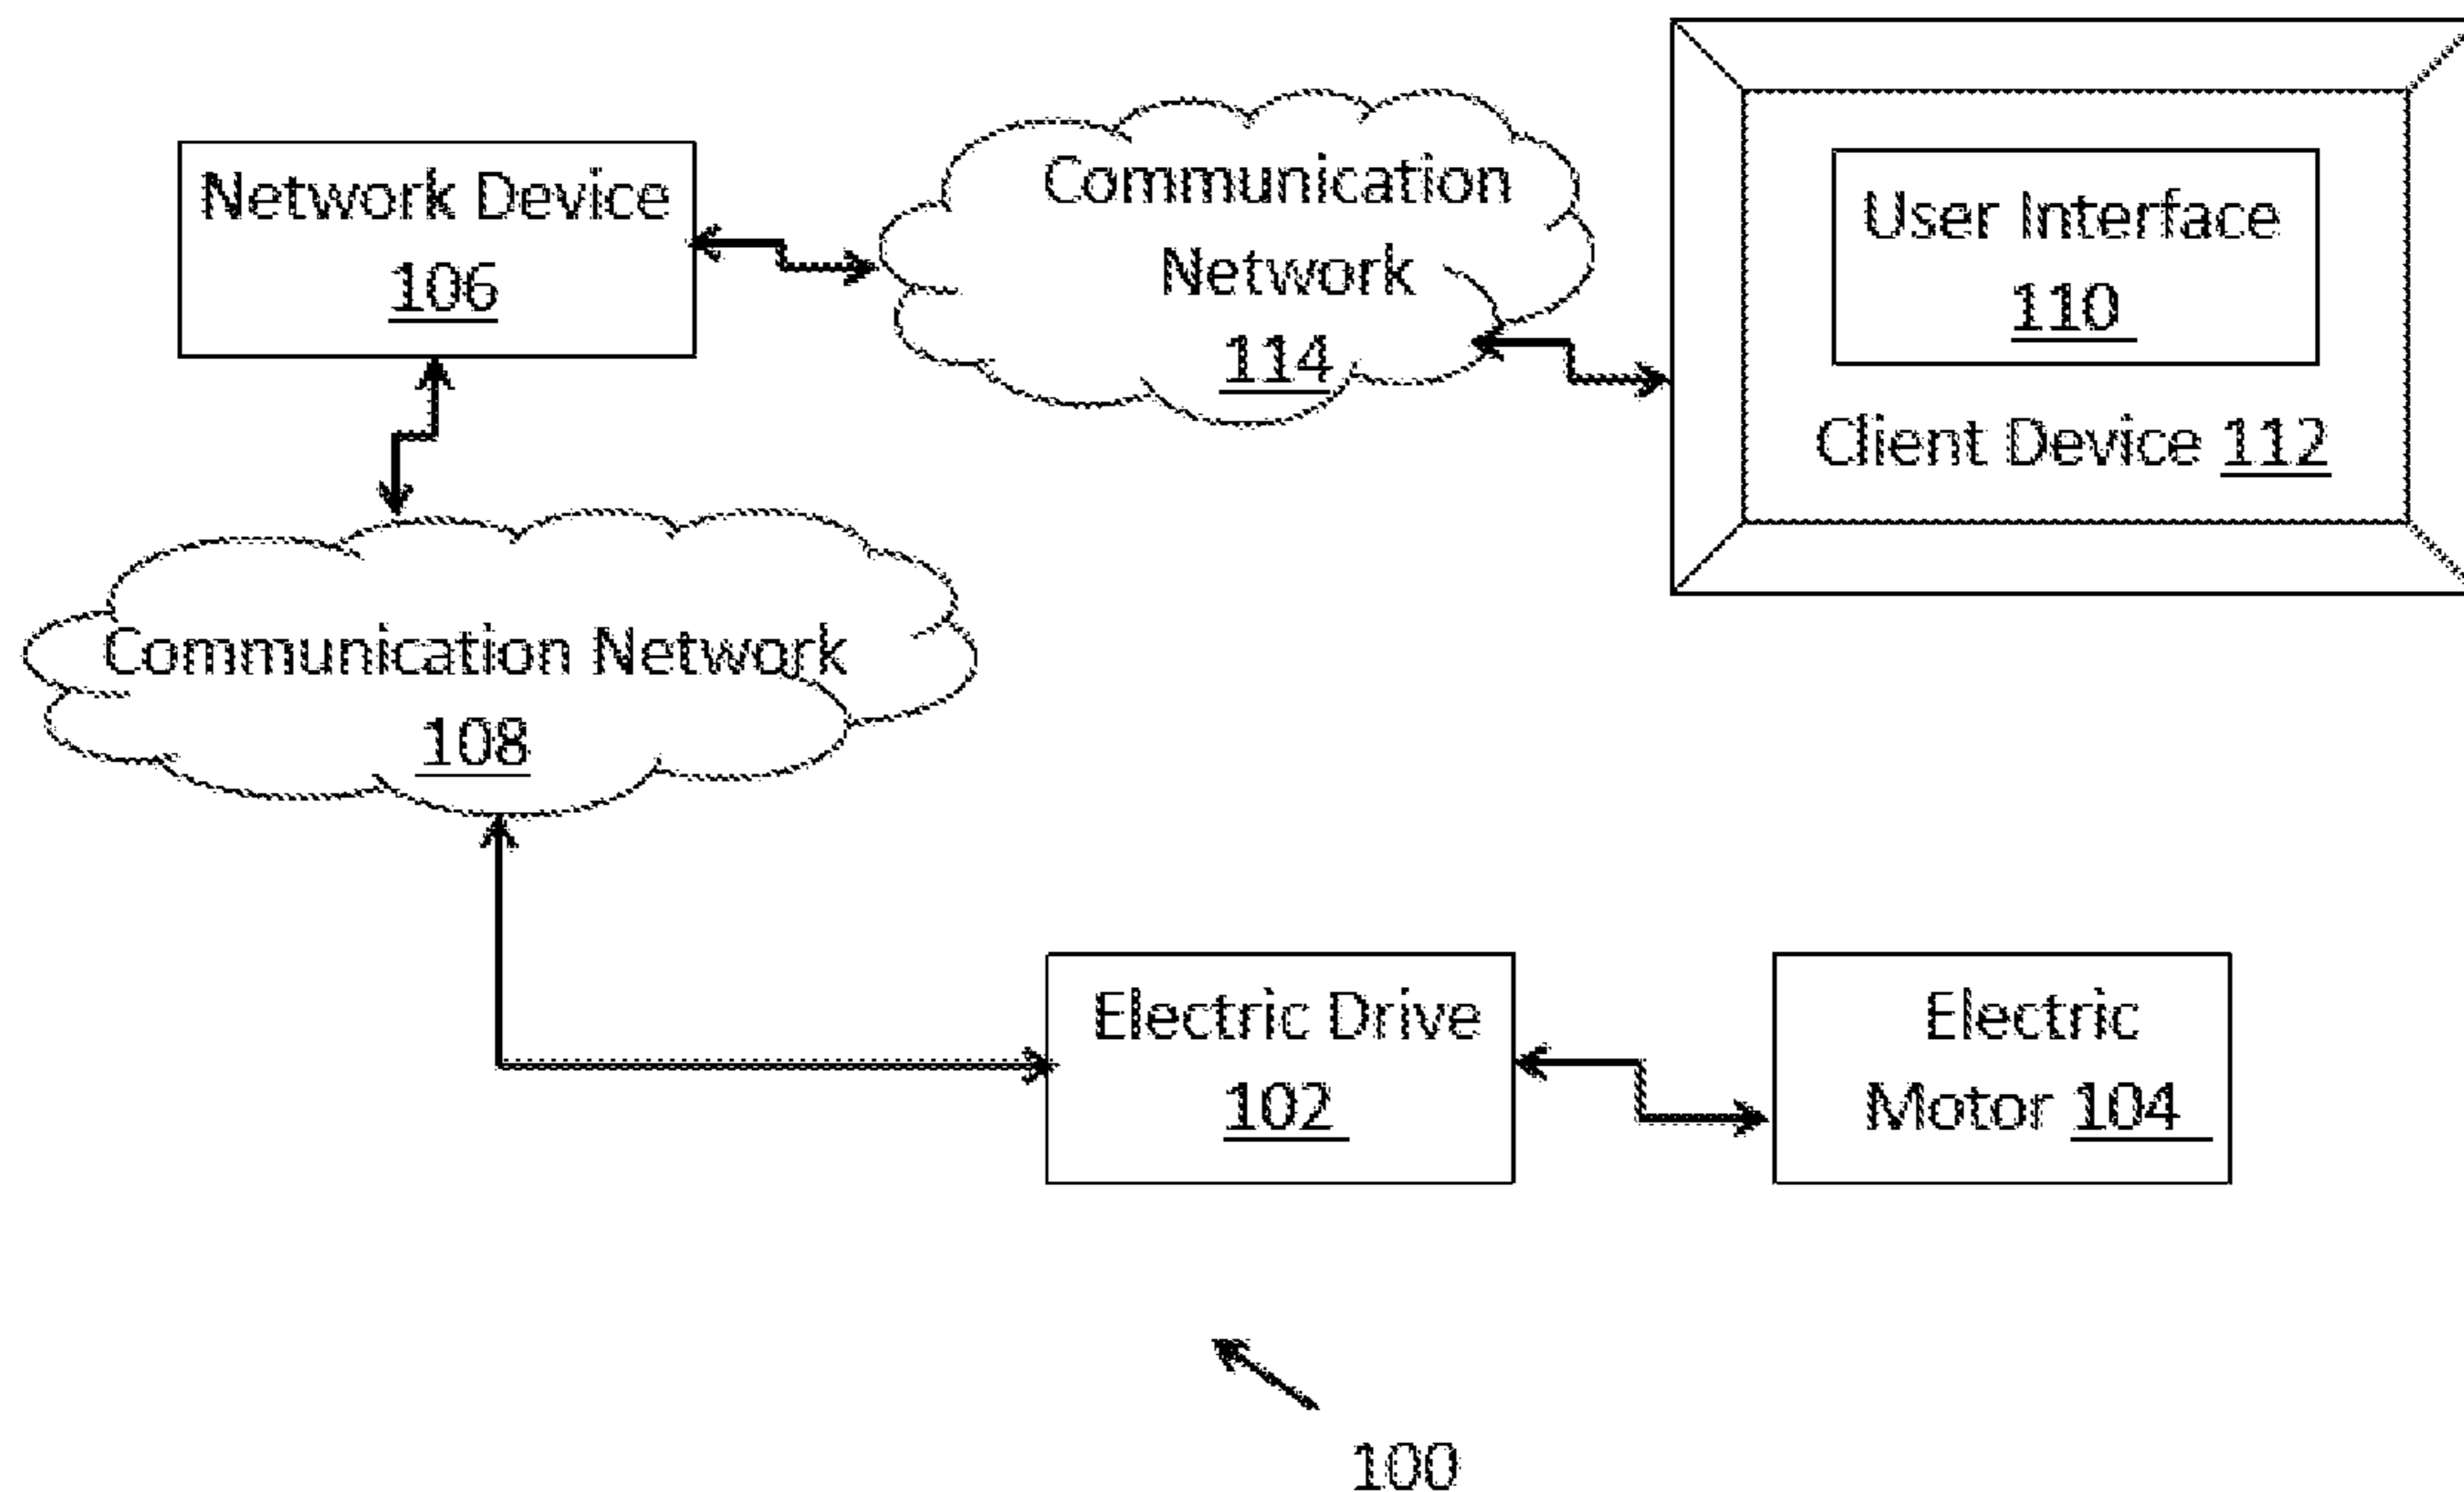 Network Device
106
Communication
Network
114
User Interface
110
Client Device 112
Communication Network
108
Electric Drive
102
Electric
Motor 104
100